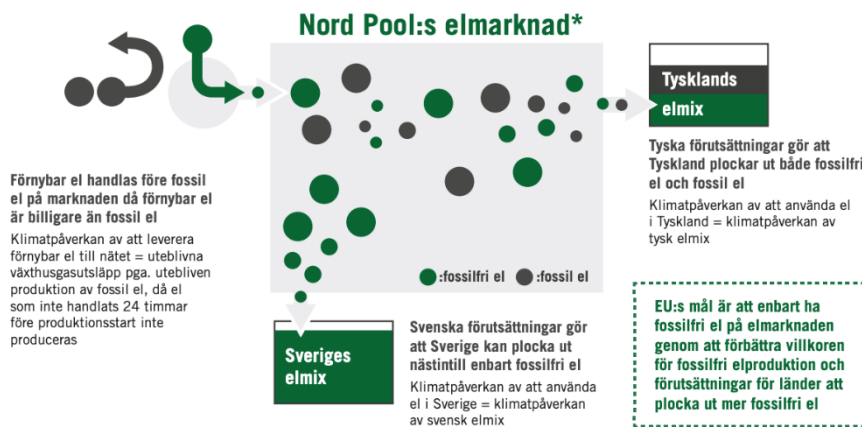 Nord Pool:s elmarknad*
Förnybar el handlas före fossil
el på marknaden då förnybar el
är billigare än fossil el
Klimatpåverkan av att leverera
förnybar el till nätet = uteblivna
växthusgasutsläpp pga. utebliven
produktion av fossil el, då el
som inte handlats 24 timmar
före produktionsstart inte
produceras
:fossilfri el
:fossil el
Tysklands
elmix
Tyska förutsättningar gör att
Tyskland plockar ut både fossilfri
el och fossil el
Klimatpåverkan av att använda el
i Tyskland = klimatpåverkan av
tysk elmix
Sveriges
elmix
Svenska förutsättningar gör
att Sverige kan plocka ut
nästintill enbart fossilfri el
Klimatpåverkan av att använda
el i Sverige = klimatpåverkan
av svensk elmix
EU:s mål är att enbart ha
fossilfri el på elmarknaden
genom att förbättra villkoren
för fossilfri elproduktion och
förutsättningar för länder att
plocka ut mer fossilfri el